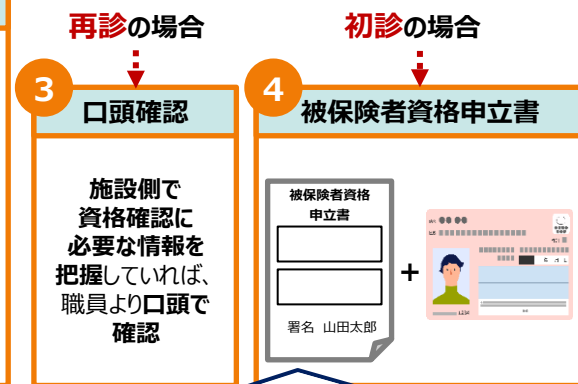 再診の場合
3
口頭確認
施設側で
資格確認に
必要な情報を
把握していれば、
職員より口頭で
確認
初診の場合
4
被保険者資格申立書
被保険者資格
申立書
署名 山田太郎
+